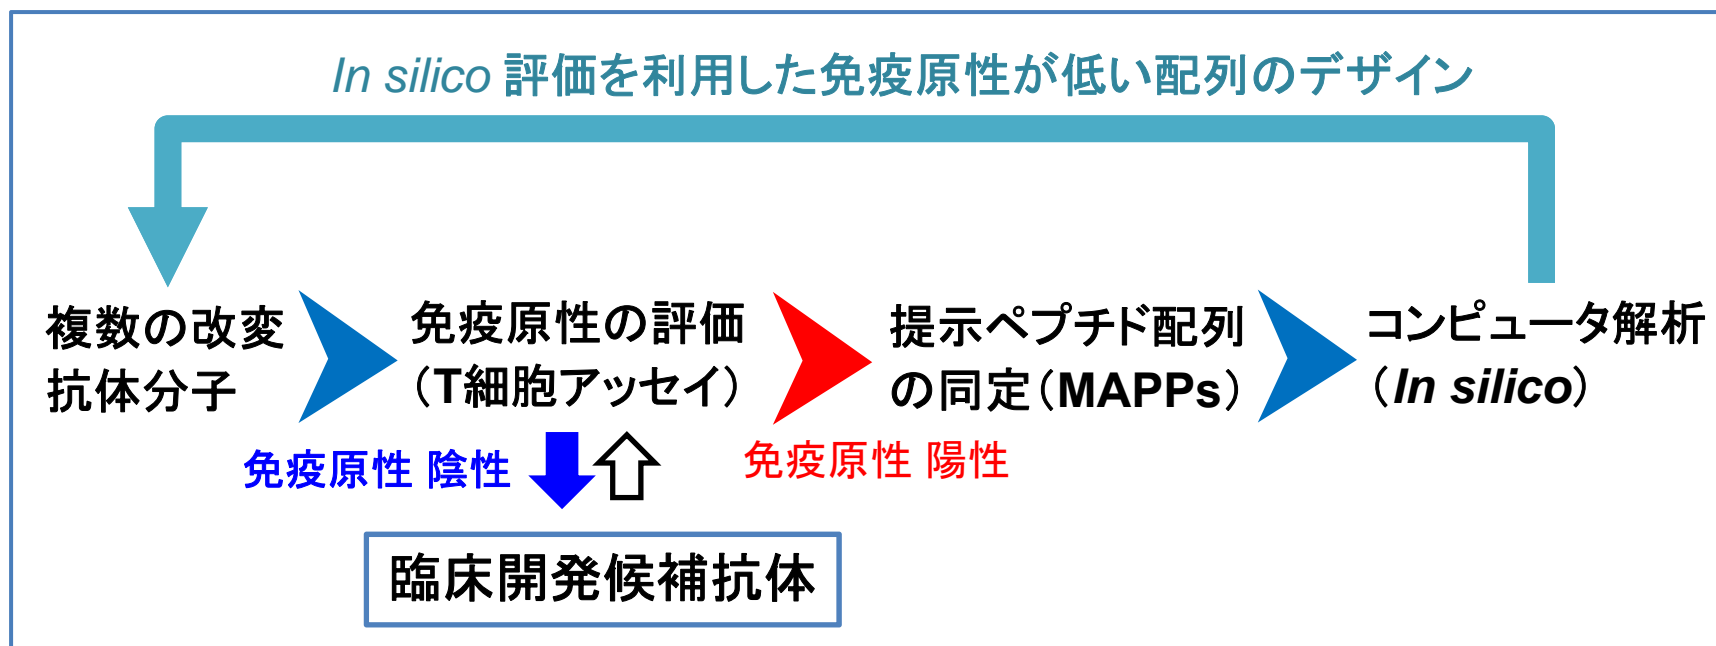 In silico 評価を利用した免疫原性が低い配列のデザイン
複数の改変
抗体分子
免疫原性の評価
（T細胞アッセイ）
提示ペプチド配列
の同定（MAPPs）
コンピュータ解析
（In silico）
免疫原性 陰性
免疫原性 陽性
臨床開発候補抗体